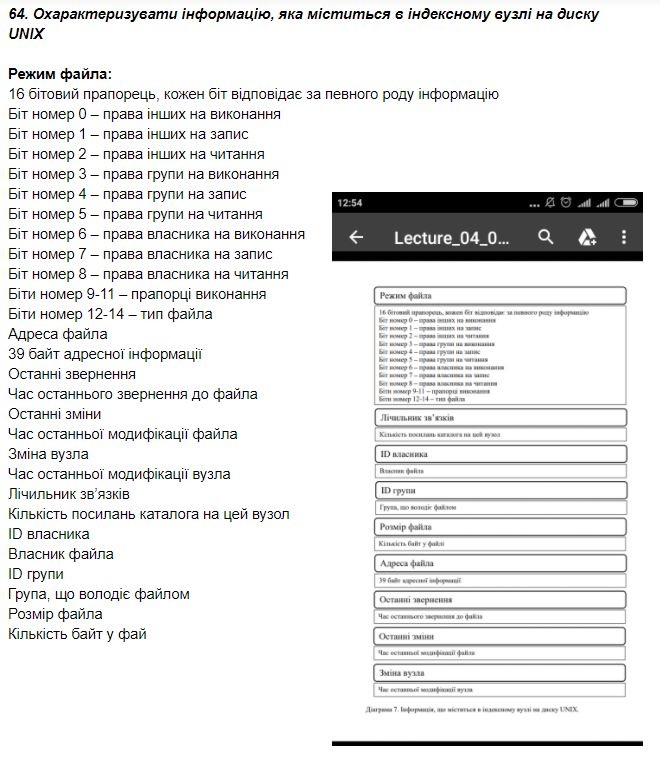 64. Охарактеризувати інформацію, яка міститься в індексному вузлі на диску
UNIX
Режим файла:
16 бітовий прапорець, кожен біт відповідає за певного роду інформацію
Біт номер 0 – права інших на виконання
Біт номер 1 – права інших на запис
Біт номер 2 – права інших на читання
Біт номер 3 – права групи на виконання
Біт номер 4 – права групи на запис
Біт номер 5 – права групи на читання
Біт номер 6 – права власника на виконання
Біт номер 7 – права власника на запис
Біт номер 8 – права власника на читання
Біти номер 9-11 – прапорці виконання
Біти номер 12-14 – тип файла
Адреса файла
39 байт адресної інформації
Останні звернення
Час останнього звернення до файла
Останні зміни
Час останньої модифікації файла
Зміна вузла
Час останньої модифікації вузла
Лічильник зв’язків
Кількість посилань каталога на цей вузол
ID власника
Власник файла
ID групи
Група, що володіє файлом
Розмір файла
Кількість байт у фай
12:54
Lecture_04_0...
Режим файла
16 бітовий прапорець, кожен біт відповідає за певного роду інформацію
Біт номер 0 – права інших на виконання
Біт номер 1 – права інших на запис
Біт номер 2 – права інших на читання
Біт номер 3 – права групи на виконання
Біт номер 4 – права групи на запис
Біт номер 5 – права групи на читання
Біт номер 6 – права власника на виконання
Біт номер 7 – права власника на запис
Біт номер 8 – права власника на читання
Біти номер 9-11 – прапорці виконання
Біти номер 12-14 – тип файла
Лічильник зв’язків
Кількість посилань каталога на цей вузол
ID власника
Власник файла
ID групи
Група, що володіє файлом
Розмір файла
Кількість байт у файлі
Адреса файла
39 байт адресної інформації
Останні звернення
Час останнього звернення до файла
Останні зміни
Час останньої модифікації файла
Зміна вузла
Час останньої модифікації вузла
Діаграма 7. Інформація, що міститься в індексному вузлі на диску UNIX.